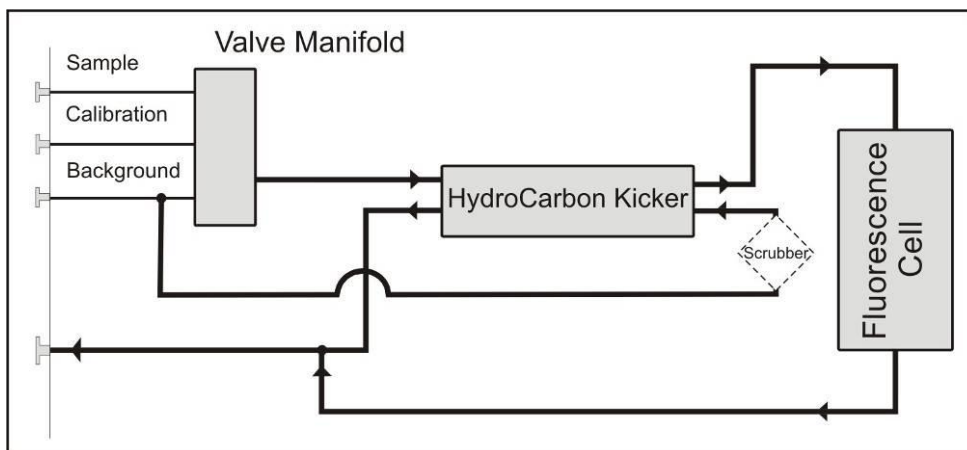 Valve Manifold
Sample
Calibration
Background
HydroCarbon Kicker
Scrubber
Fluorescence
Cell